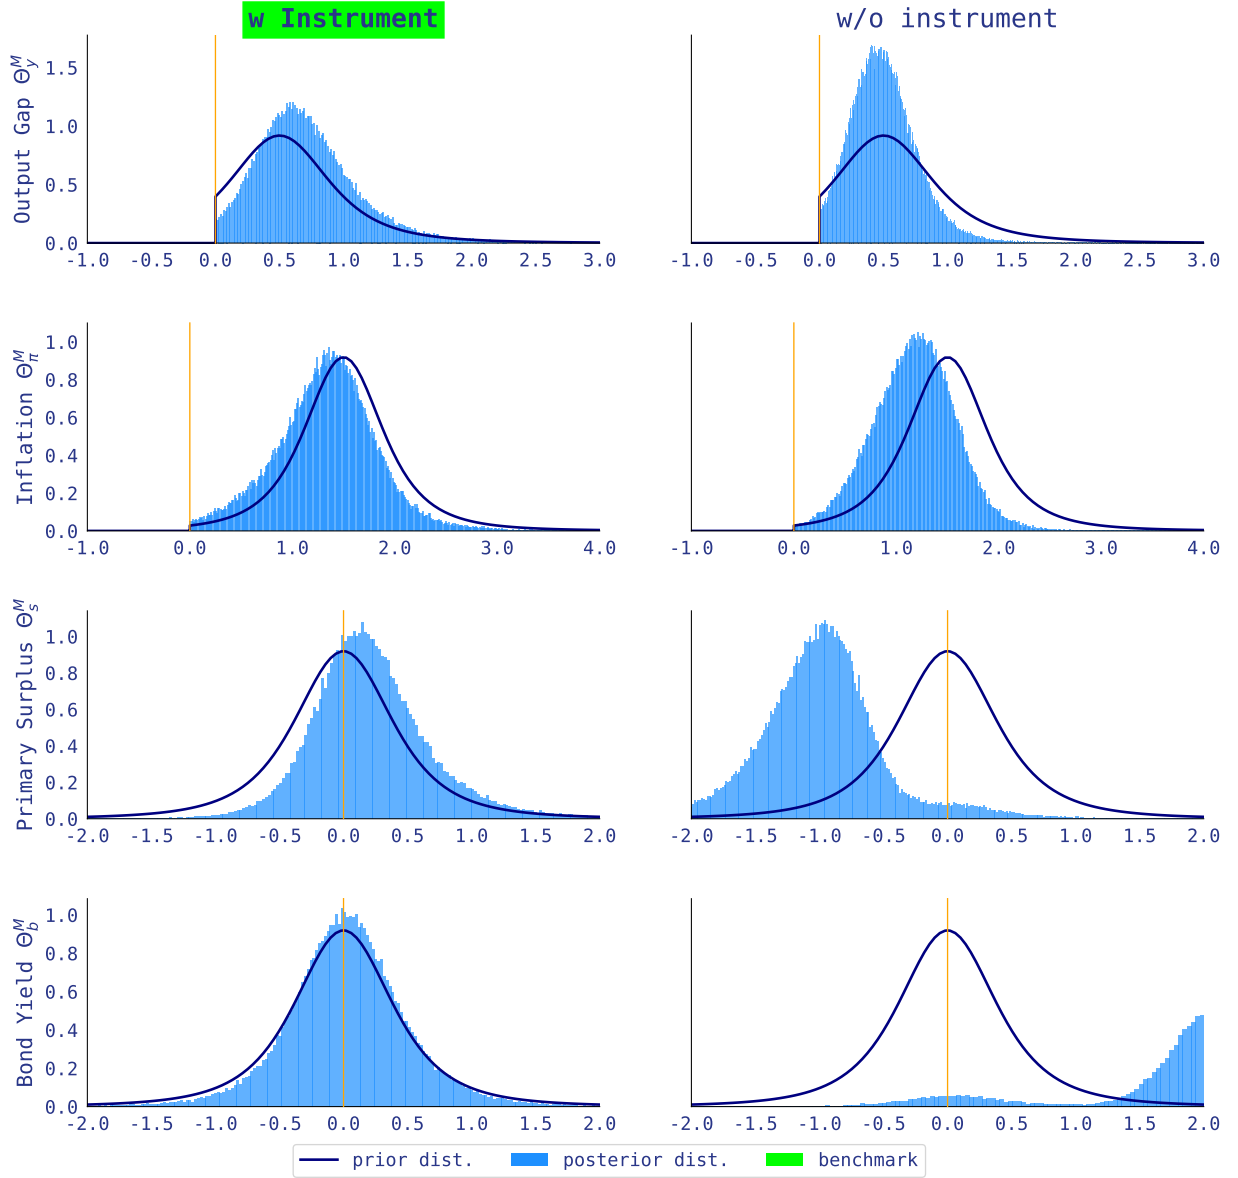 w Instrument
w/o instrument
Output Gap Θ_y^M
1.5
1.0
0.5
0.0
-1.0 -0.5 0.0 0.5 1.0 1.5 2.0 2.5 3.0
-1.0 -0.5 0.0 0.5 1.0 1.5 2.0 2.5 3.0
Inflation Θ_π^M
1.0
0.8
0.6
0.4
0.2
0.0
-1.0 0.0 1.0 2.0 3.0 4.0
-1.0 0.0 1.0 2.0 3.0 4.0
Primary Surplus Θ_s^M
1.0
0.8
0.6
0.4
0.2
0.0
-2.0 -1.5 -1.0 -0.5 0.0 0.5 1.0 1.5 2.0
-2.0 -1.5 -1.0 -0.5 0.0 0.5 1.0 1.5 2.0
Bond Yield Θ_b^M
1.0
0.8
0.6
0.4
0.2
0.0
-2.0 -1.5 -1.0 -0.5 0.0 0.5 1.0 1.5 2.0
-2.0 -1.5 -1.0 -0.5 0.0 0.5 1.0 1.5 2.0
prior dist. posterior dist. benchmark